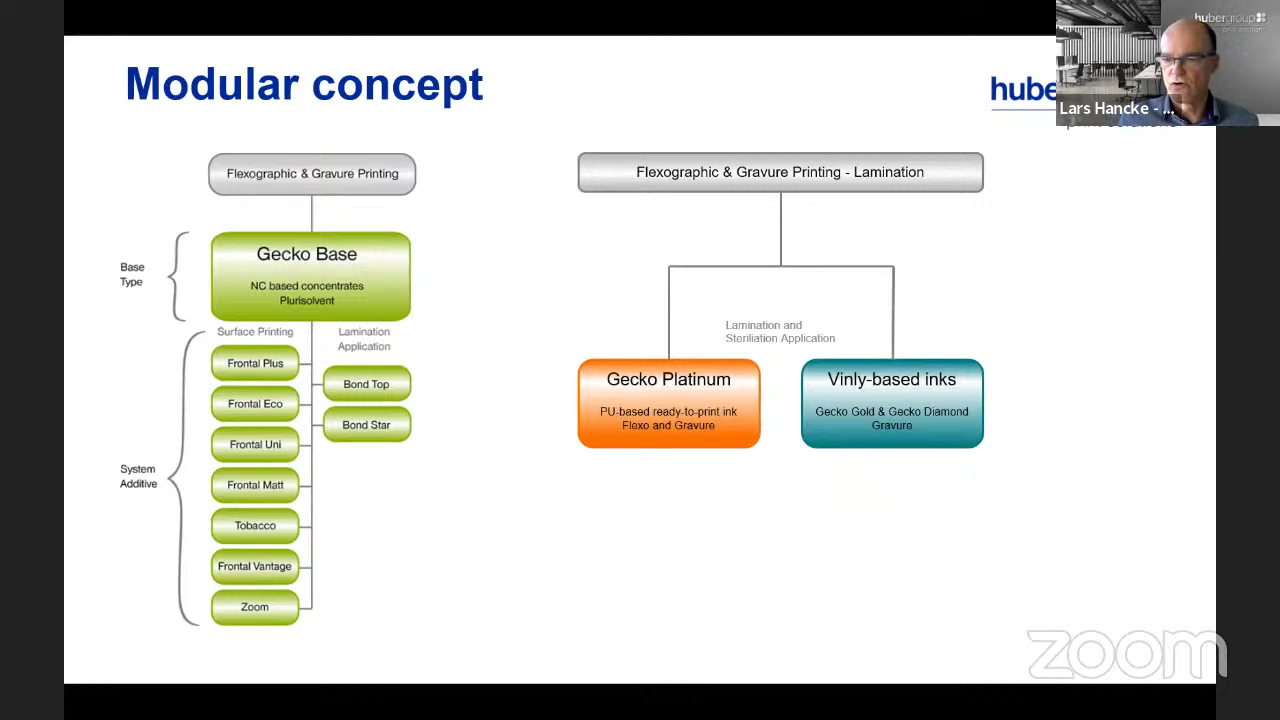 Modular concept
hubergroup
Lars Hancke - ...
hube
Flexographic & Gravure Printing
Base
Type
Gecko Base
NC based concentrates
Plurisolvent
Surface Printing
Lamination
Application
System
Additive
Frontal Plus
Frontal Eco
Frontal Uni
Frontal Matt
Tobacco
Frontal Vantage
Zoom
Bond Top
Bond Star
Flexographic & Gravure Printing - Lamination
Lamination and
Steriliation Application
Gecko Platinum
PU-based ready-to-print ink
Flexo and Gravure
Vinly-based inks
Gecko Gold & Gecko Diamond
Gravure
zoom